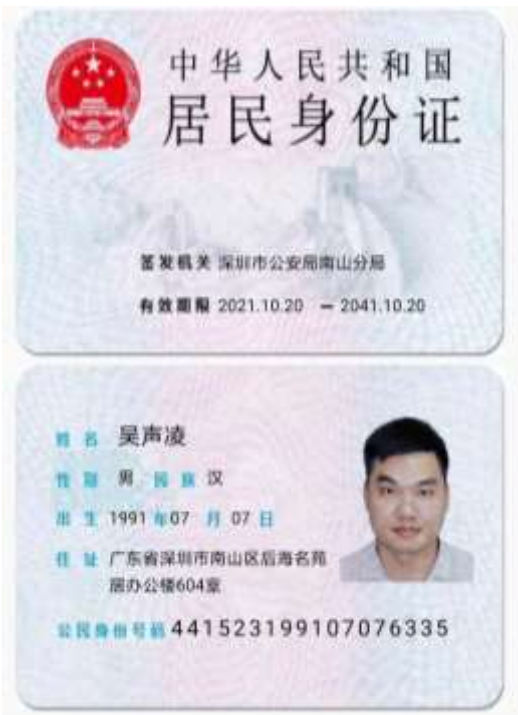 中华人民共和国
居民身份证
签发机关 深圳市公安局南山分局
有效期限 2021.10.20 - 2041.10.20
姓名 吴声凌
性别 男 民族 汉
出生 1991 年 07 月 07 日
住址 广东省深圳市南山区后海名苑
居办公楼604室
公民身份号码 441523199107076335